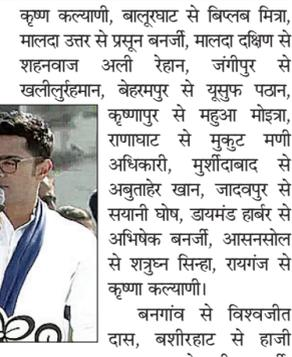 कृष्ण कल्याणी, बालूरघाट से बिप्लब मित्रा,
मालदा उत्तर से प्रसून बनर्जी, मालदा दक्षिण से
शहनवाज अली रेहान, जंगीपुर से
खलीलुर्रहमान, बेहरमपुर से यूसुफ पठान,
कृष्णापुर से महुआ मोइत्रा,
राणाघाट से मुकुट मणी
अधिकारी, मुर्शीदाबाद से
अबुताहेर खान, जादवपुर से
सयानी घोष, डायमंड हार्बर से
अभिषेक बनर्जी, आसनसोल
से शत्रुघ्न सिन्हा, रायगंज से
कृष्णा कल्याणी।
बनगांव से विश्वजीत
दास, बशीरहाट से हाजी